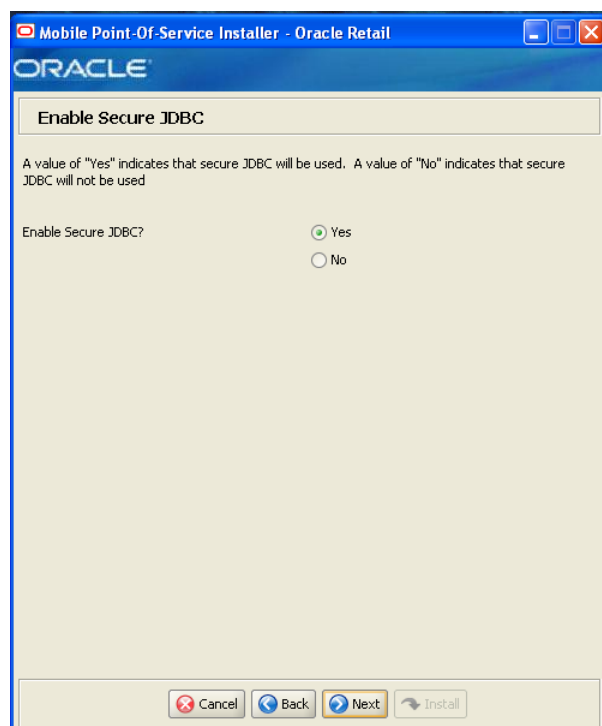 Mobile Point-Of-Service Installer - Oracle Retail
ORACLE
Enable Secure JDBC
A value of "Yes" indicates that secure JDBC will be used. A value of "No" indicates that secure
JDBC will not be used
Enable Secure JDBC?
Yes
No
Cancel
Back
Next
Install